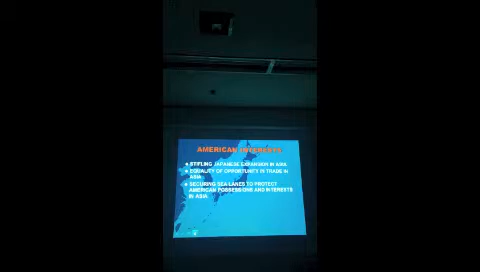 AMERICAN INTERESTS
STIFLING JAPANESE EXPANSION IN ASIA
EQUALITY OF OPPORTUNITY IN TRADE IN
ASIA
SECURING SEA LANES TO PROTECT
AMERICAN POSSESSIONS AND INTERESTS
IN ASIA